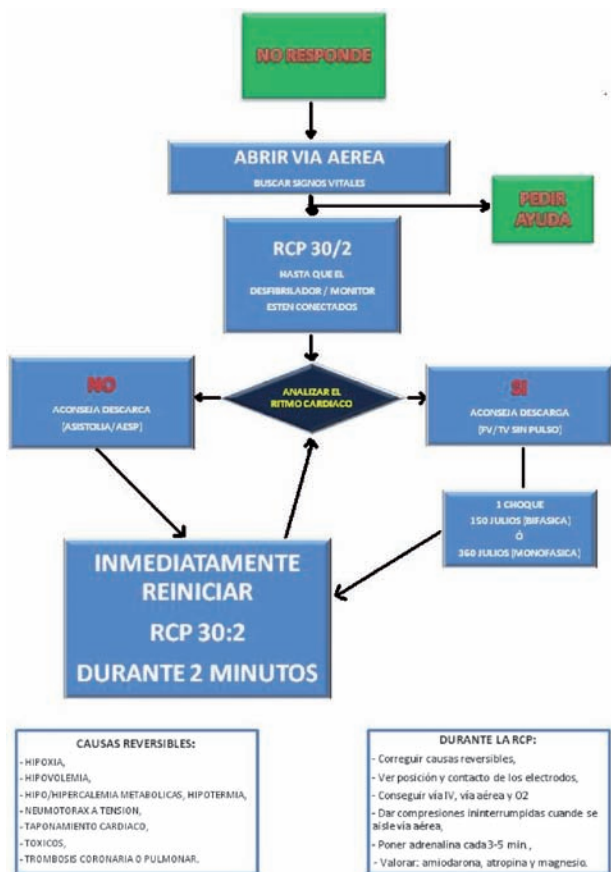 NO RESPONDE
ABRIR VIA AEREA
BUSCAR SIGNOS VITALES
PEDIR
AYUDA
RCP 30/2
HASTA QUE EL
DESFIBRILADOR / MONITOR
ESTEN CONECTADOS
ANALIZAR EL
RITMO CARDIACO
NO
ACONSEJA DESCARGA
(ASISTOLIA/AESP)
SI
ACONSEJA DESCARGA
(FV/TV SIN PULSO)
1 CHOQUE
150 JULIOS (BIFASICA)
Ó
360 JULIOS (MONOFASICA)
INMEDIATAMENTE
REINICIAR
RCP 30:2
DURANTE 2 MINUTOS
CAUSAS REVERSIBLES:
- HIPOXIA,
- HIPOVOLEMIA,
- HIPO/HIPERCALEMIA METABOLICAS, HIPOTERMIA,
- NEUMOTORAX A TENSION,
- TAPONAMIENTO CARDIACO,
- TOXICOS,
- TROMBOSIS CORONARIA O PULMONAR.
DURANTE LA RCP:
- Correguir causas reversibles,
- Ver posición y contacto de los electrodos,
- Conseguir vía IV, vía aérea y O2
- Dar compresiones ininterrumpidas cuando se
aísle via aérea,
- Poner adrenalina cada 3-5 min.,
- Valorar: amiodarona, atropina y magnesio.